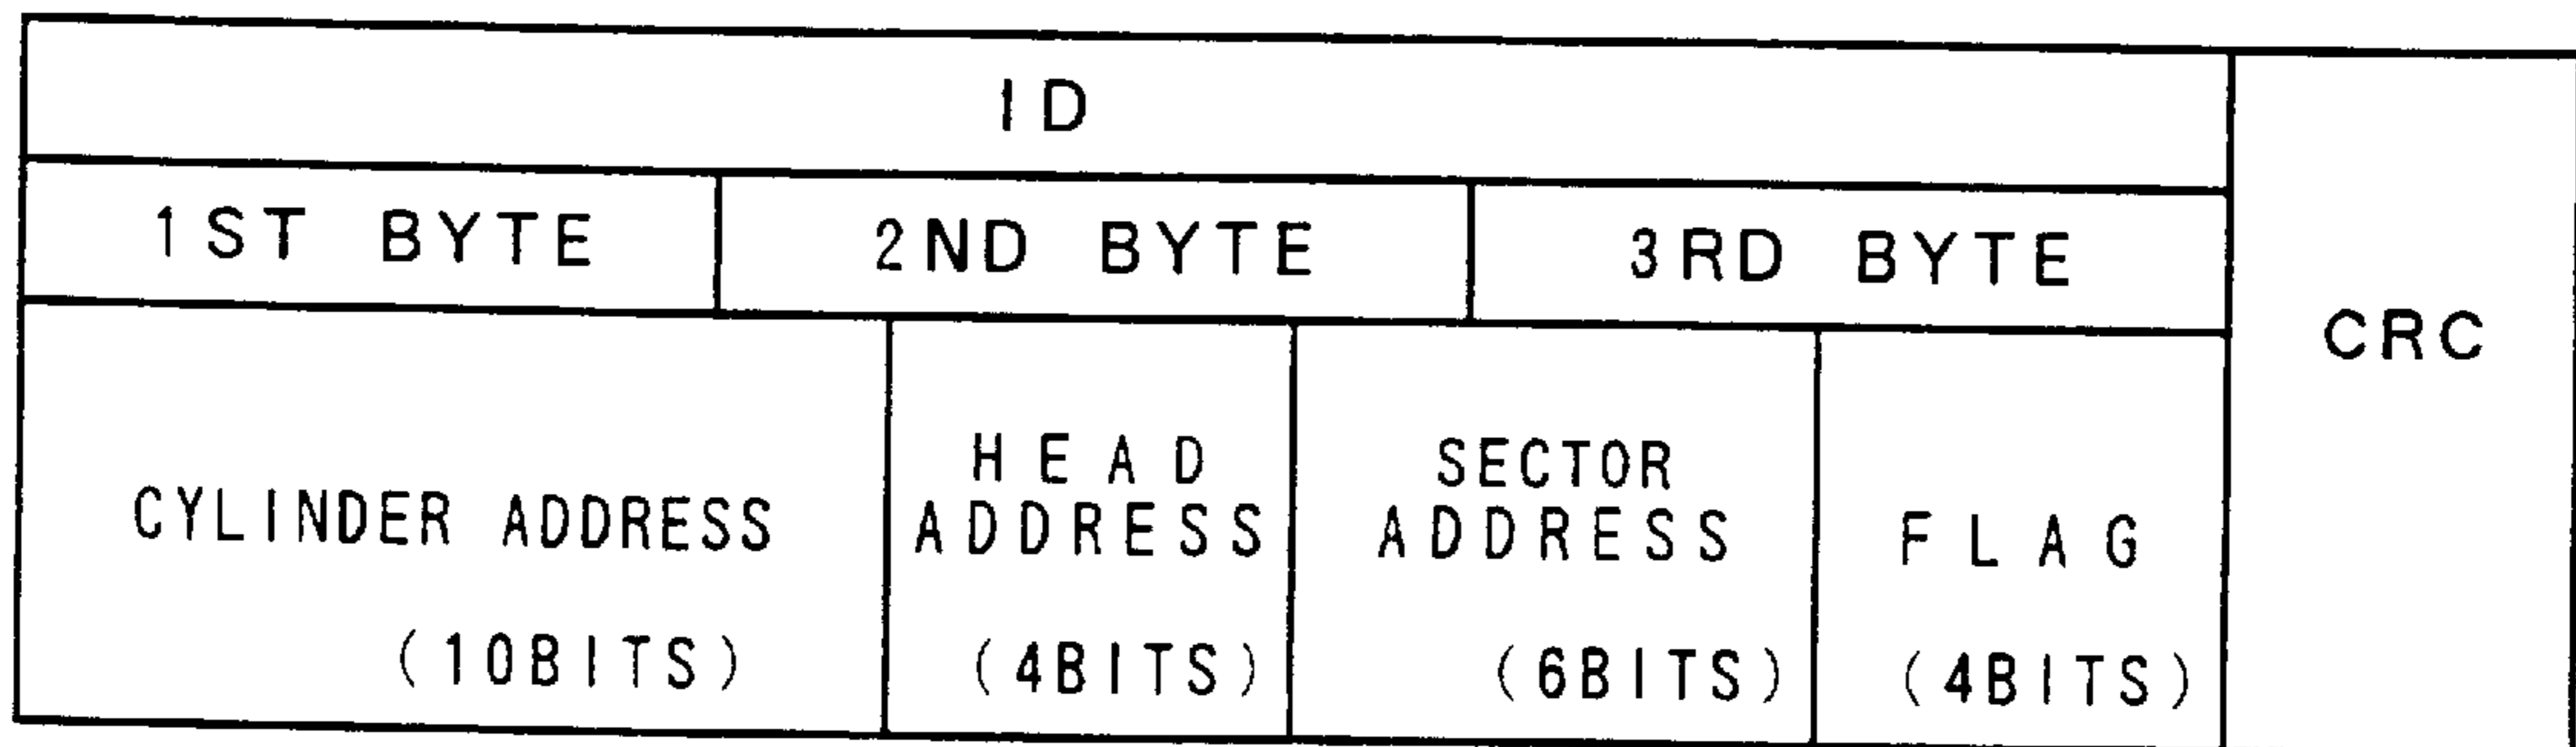 ID
1ST BYTE
2ND BYTE
3RD BYTE
CRC
CYLINDER ADDRESS
(10BITS)
HEAD
ADDRESS
(4BITS)
SECTOR
ADDRESS
(6BITS)
FLAG
(4BITS)